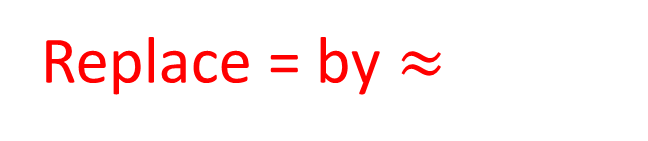 Replace = by ≈